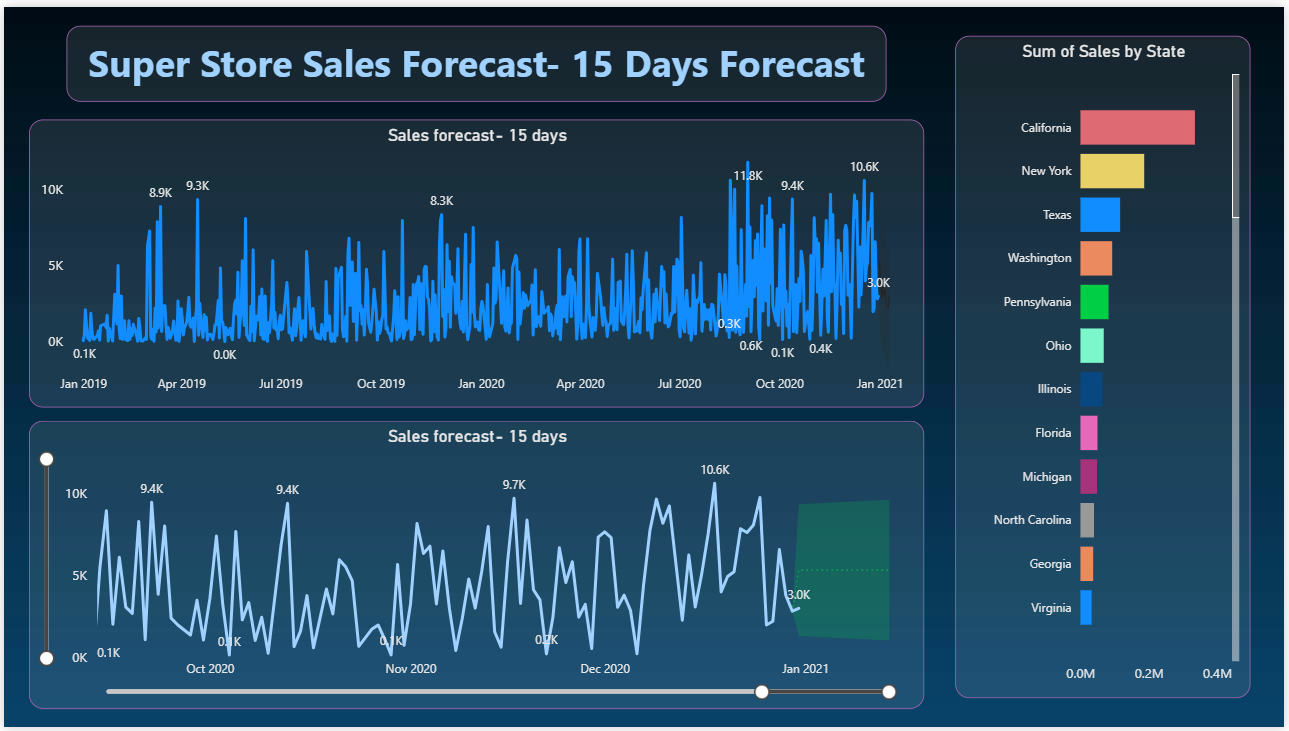 Super Store Sales Forecast- 15 Days Forecast
Sales forecast- 15 days
10K
5K
0K
8.9K
9.3K
8.3K
11.8K
9.4K
10.6K
3.0K
0.1K
0.0K
0.3K
0.6K
0.1K
0.4K
Jan 2019
Apr 2019
Jul 2019
Oct 2019
Jan 2020
Apr 2020
Jul 2020
Oct 2020
Jan 2021
Sales forecast- 15 days
10K
5K
0K
9.4K
9.4K
9.7K
10.6K
3.0K
0.1K
0.1K
0.1K
0.2K
Oct 2020
Nov 2020
Dec 2020
Jan 2021
Sum of Sales by State
California
New York
Texas
Washington
Pennsylvania
Ohio
Illinois
Florida
Michigan
North Carolina
Georgia
Virginia
0.0M
0.2M
0.4M